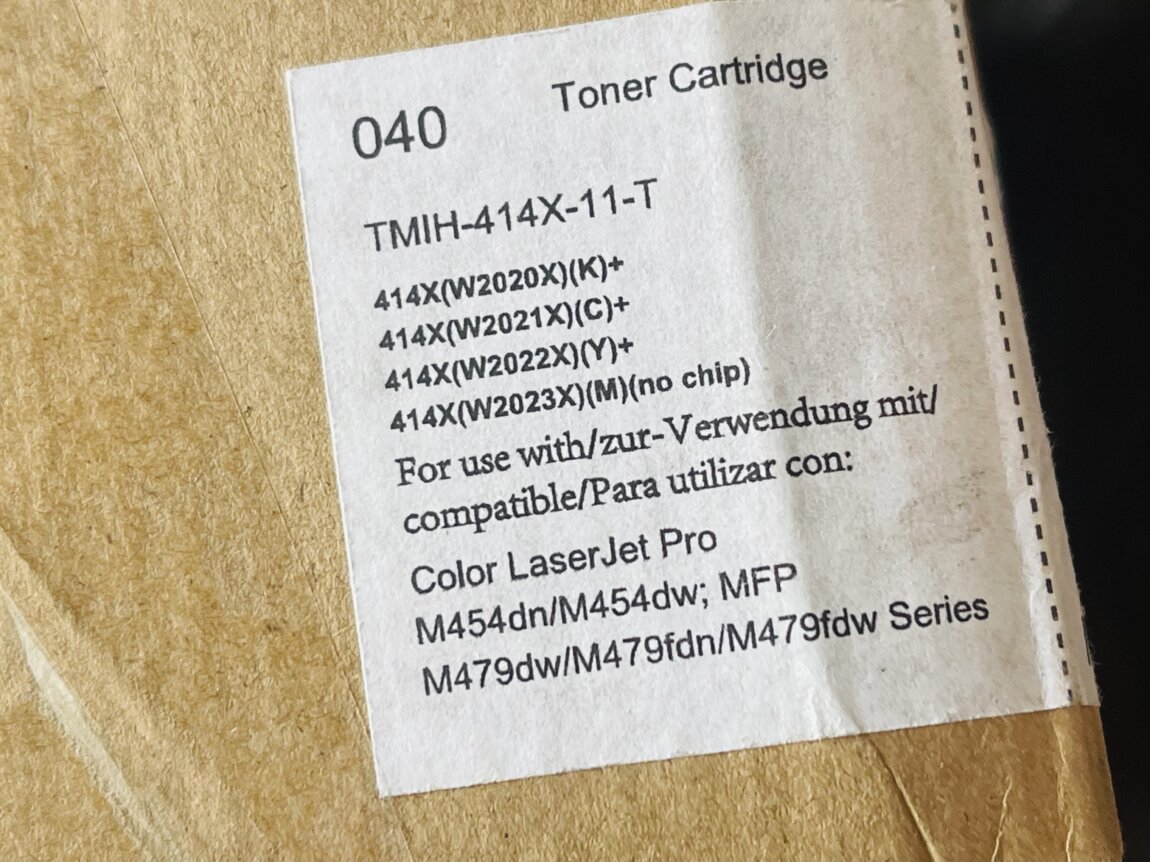 Toner Cartridge
040
TMIH-414X-11-T
414X(W2020X)(K)+
414X(W2021X)(C)+
414X(W2022X)(Y)+
414X(W2023X)(M)(no chip)
For use with/zur-Verwendung mit/
compatible/Para utilizar con:
Color LaserJet Pro
M454dn/M454dw; MFP
M479dw/M479fdn/M479fdw Series